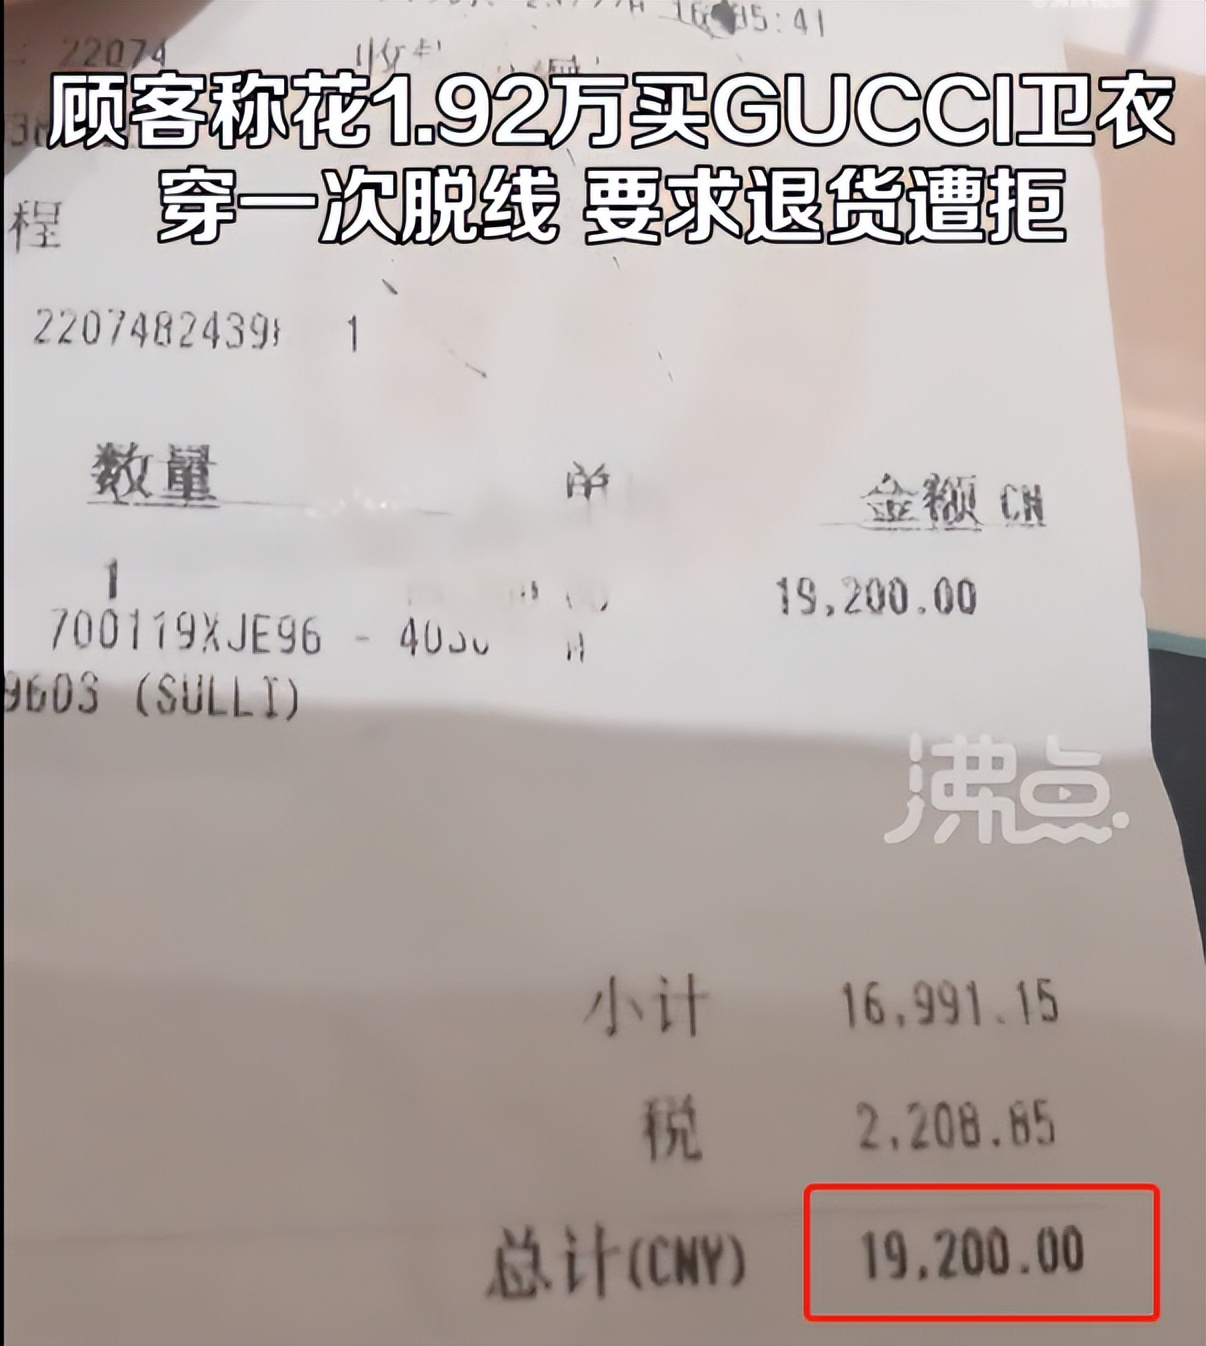 顾客称花1.92万买GUCCI卫衣
穿一次脱线 要求退货遭拒
22074
程
2207482439 1
数量 金额 CN
1 19,200.00
700119XJE96 -
9603 (SULLI)
沸点
小计 16,991.15
税 2,208.85
总计(CNY) 19,200.00